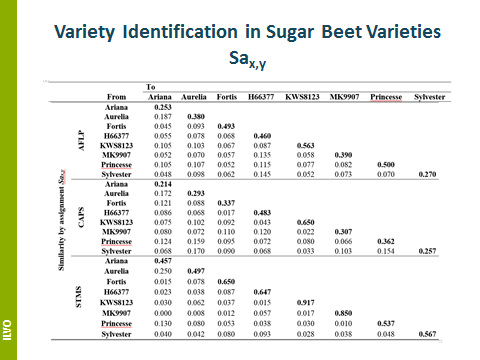 Variety Identification in Sugar Beet Varieties
Sax,y
To
From Ariana Aurelia Fortis H66377 KWS8123 MK9907 Princesse Sylvester
Similarity by assignment Sax,y
AFLP
Ariana 0.253
Aurelia 0.187 0.380
Fortis 0.045 0.093 0.493
H66377 0.055 0.078 0.068 0.460
KWS8123 0.105 0.103 0.067 0.087 0.563
MK9907 0.052 0.070 0.057 0.135 0.058 0.390
Princesse 0.105 0.107 0.052 0.115 0.077 0.082 0.500
Sylvester 0.048 0.098 0.062 0.145 0.052 0.073 0.070 0.270
CAPS
Ariana 0.214
Aurelia 0.172 0.293
Fortis 0.121 0.088 0.337
H66377 0.086 0.068 0.017 0.483
KWS8123 0.075 0.102 0.092 0.043 0.650
MK9907 0.080 0.072 0.110 0.120 0.022 0.307
Princesse 0.124 0.159 0.095 0.072 0.080 0.066 0.362
Sylvester 0.068 0.170 0.090 0.068 0.033 0.103 0.154 0.257
STMS
Ariana 0.457
Aurelia 0.250 0.497
Fortis 0.015 0.078 0.650
H66377 0.023 0.038 0.087 0.647
KWS8123 0.030 0.062 0.037 0.015 0.917
MK9907 0.000 0.008 0.012 0.057 0.017 0.850
Princesse 0.130 0.080 0.053 0.038 0.030 0.010 0.537
Sylvester 0.040 0.042 0.080 0.093 0.028 0.038 0.048 0.567
ILVO